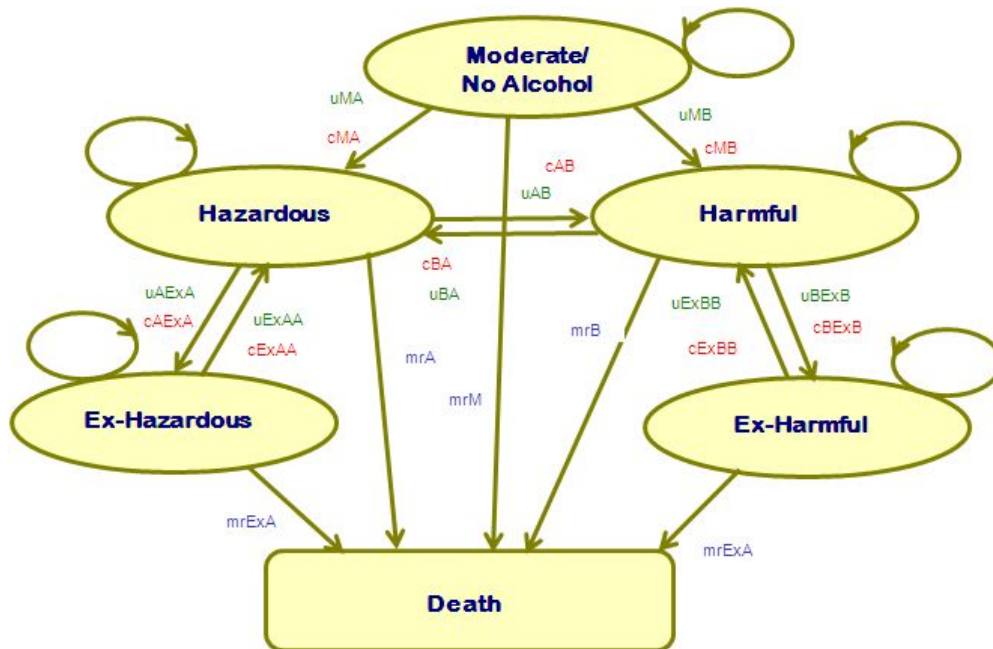 Moderate/
No Alcohol
uMA
cMA
uMB
cMB
cAB
uAB
Hazardous
Harmful
cBA
uBA
uAExA
cAExA
uExAA
cExAA
uExBB
cExBB
uBExB
cBExB
mrA
mrM
mrB
Ex-Hazardous
Ex-Harmful
mrExA
mrExA
Death